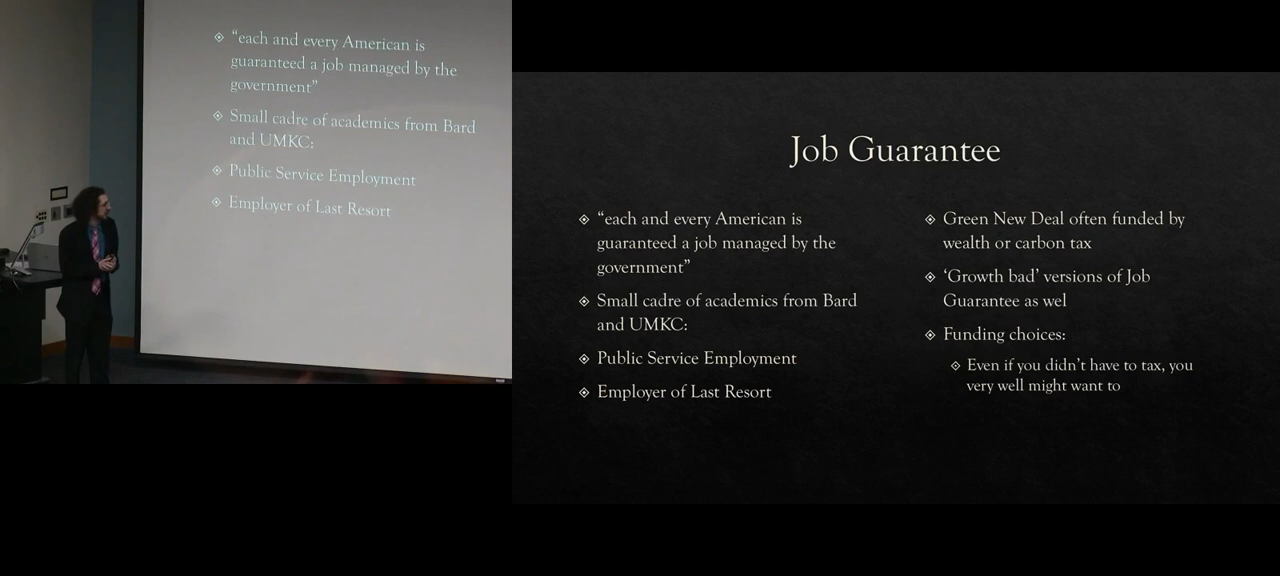 “each and every American is
guaranteed a job managed by the
government”
Small cadre of academics from Bard
and UMKC:
Public Service Employment
Employer of Last Resort
Job Guarantee
“each and every American is
guaranteed a job managed by the
government”
Small cadre of academics from Bard
and UMKC:
Public Service Employment
Employer of Last Resort
Green New Deal often funded by
wealth or carbon tax
‘Growth bad’ versions of Job
Guarantee as wel
Funding choices:
Even if you didn’t have to tax, you
very well might want to